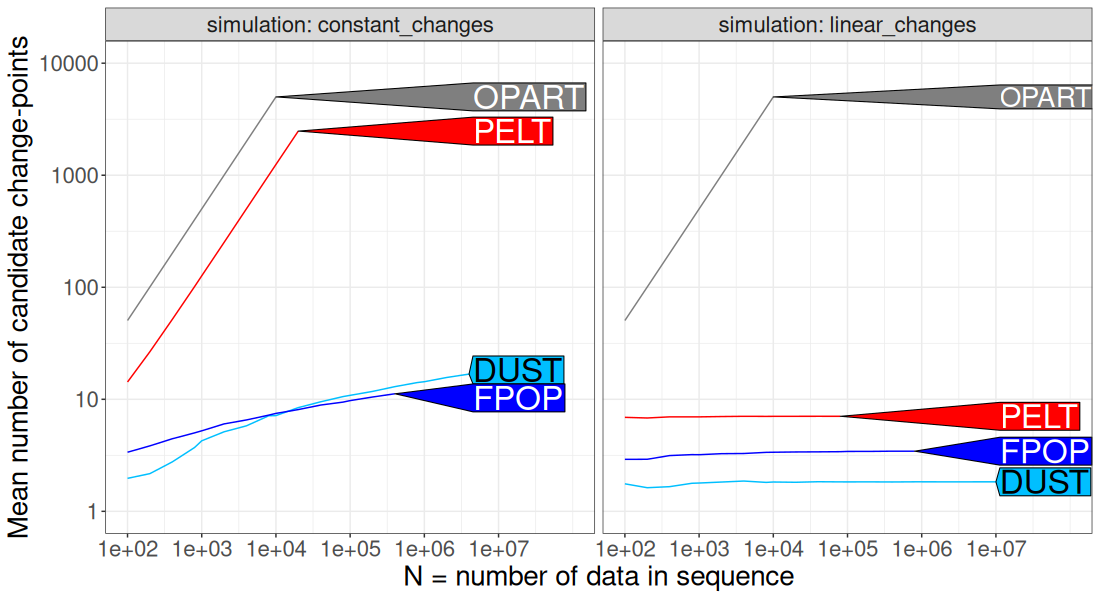 simulation: constant_changes
simulation: linear_changes
Mean number of candidate change-points
10000
1000
100
10
1
OPART
PELT
DUST
FPOP
OPART
PELT
FPOP
DUST
1e+02 1e+03 1e+04 1e+05 1e+06 1e+07
1e+02 1e+03 1e+04 1e+05 1e+06 1e+07
N = number of data in sequence